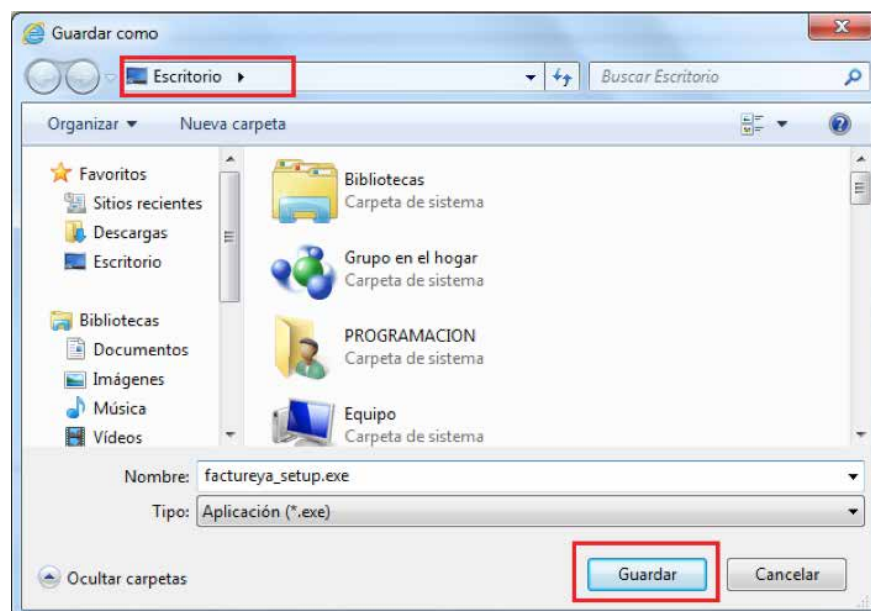 Guardar como
Escritorio
Buscar Escritorio
Organizar
Nueva carpeta
Favoritos
Sitios recientes
Descargas
Escritorio
Bibliotecas
Documentos
Imágenes
Música
Vídeos
Bibliotecas
Carpeta de sistema
Grupo en el hogar
Carpeta de sistema
PROGRAMACION
Carpeta de sistema
Equipo
Carpeta de sistema
Nombre: factureya_setup.exe
Tipo: Aplicación (*.exe)
Ocultar carpetas
Guardar
Cancelar